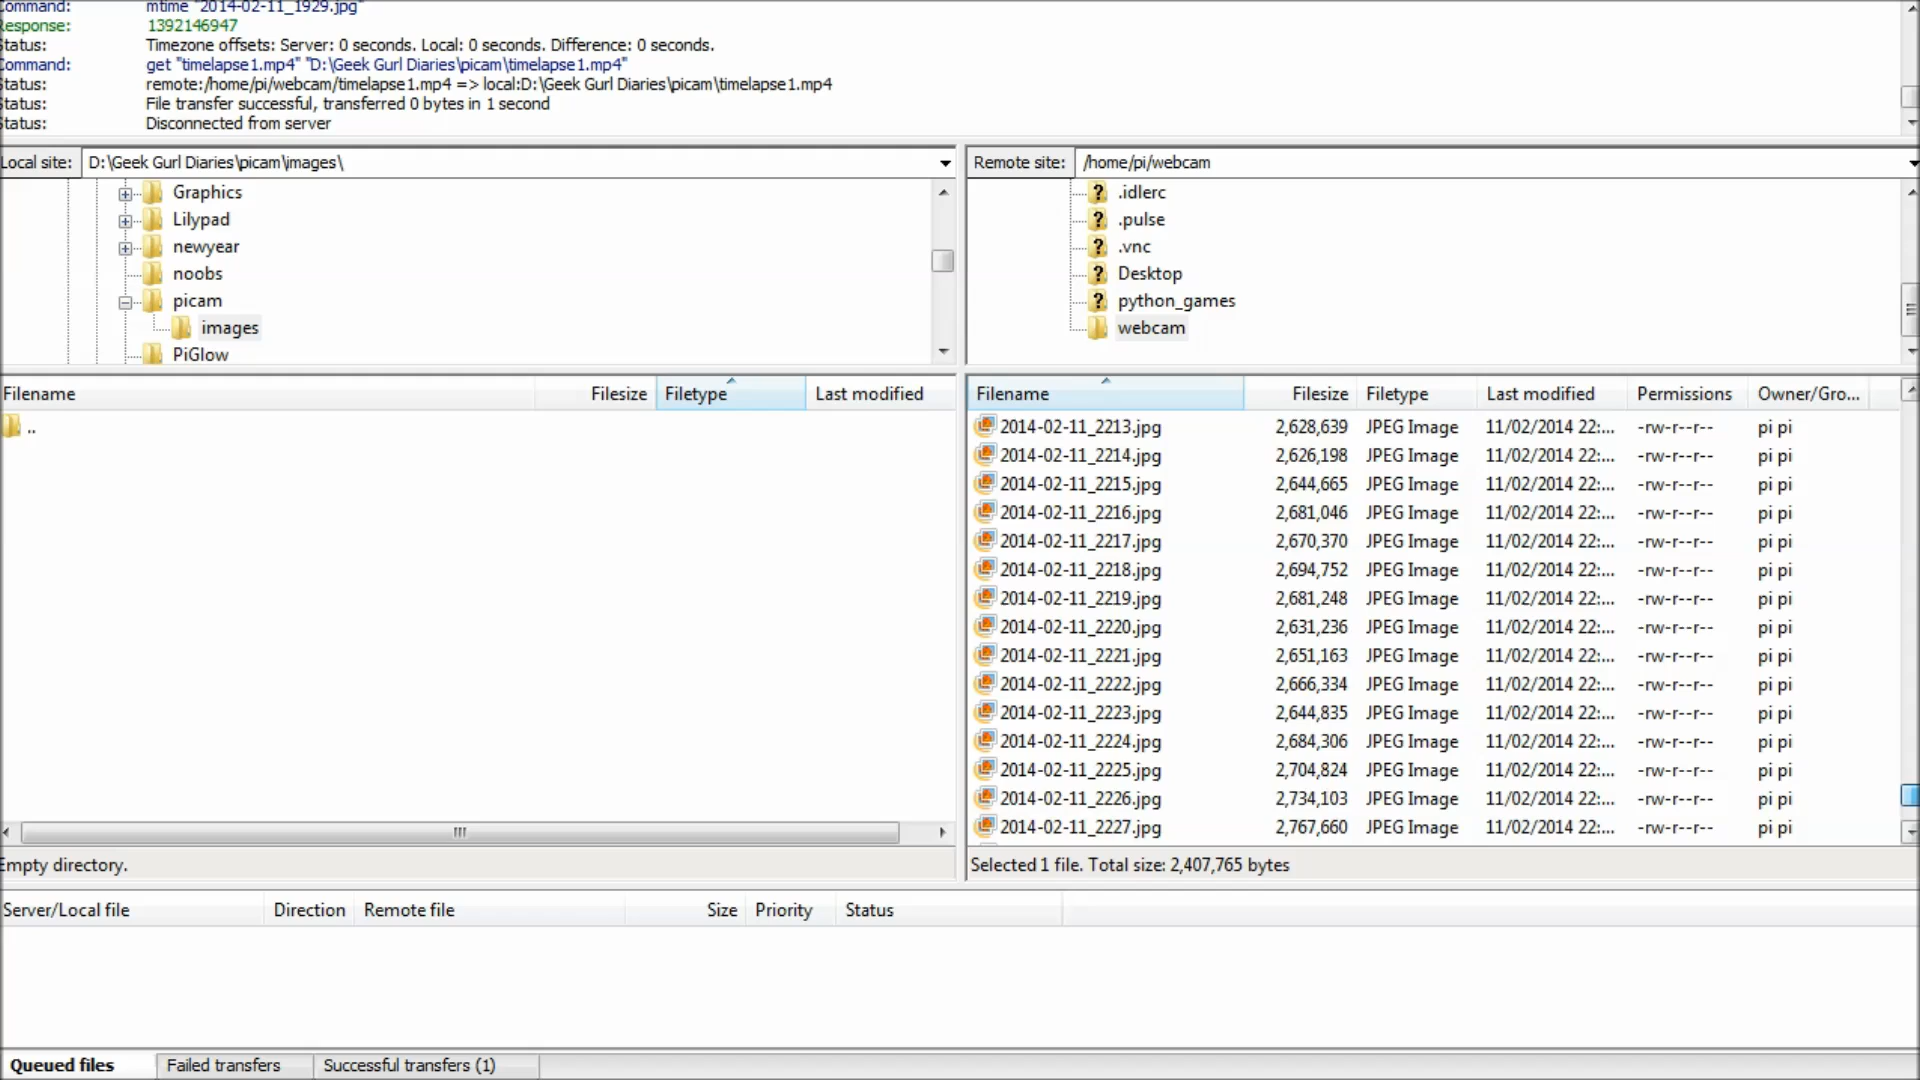 Command: mtime "2014-02-11_1929.jpg"
Response: 1392146947
Status: Timezone offsets: Server: 0 seconds. Local: 0 seconds. Difference: 0 seconds.
Command: get "timelapse1.mp4" "D:\Geek Gurl Diaries\picam\timelapse1.mp4"
Status: remote:/home/pi/webcam/timelapse1.mp4 => local:D:\Geek Gurl Diaries\picam\timelapse1.mp4
Status: File transfer successful, transferred 0 bytes in 1 second
Status: Disconnected from server
Local site: D:\Geek Gurl Diaries\picam\images\
Graphics
Lilypad
newyear
noobs
picam
images
PiGlow
Remote site: /home/pi/webcam
.idlerc
.pulse
.vnc
Desktop
python_games
webcam
Filename Filesize Filetype Last modified
..
Empty directory.
Filename Filesize Filetype Last modified Permissions Owner/Gro...
2014-02-11_2213.jpg 2,628,639 JPEG Image 11/02/2014 22:... -rw-r--r-- pi pi
2014-02-11_2214.jpg 2,626,198 JPEG Image 11/02/2014 22:... -rw-r--r-- pi pi
2014-02-11_2215.jpg 2,644,665 JPEG Image 11/02/2014 22:... -rw-r--r-- pi pi
2014-02-11_2216.jpg 2,681,046 JPEG Image 11/02/2014 22:... -rw-r--r-- pi pi
2014-02-11_2217.jpg 2,670,370 JPEG Image 11/02/2014 22:... -rw-r--r-- pi pi
2014-02-11_2218.jpg 2,694,752 JPEG Image 11/02/2014 22:... -rw-r--r-- pi pi
2014-02-11_2219.jpg 2,681,248 JPEG Image 11/02/2014 22:... -rw-r--r-- pi pi
2014-02-11_2220.jpg 2,631,236 JPEG Image 11/02/2014 22:... -rw-r--r-- pi pi
2014-02-11_2221.jpg 2,651,163 JPEG Image 11/02/2014 22:... -rw-r--r-- pi pi
2014-02-11_2222.jpg 2,666,334 JPEG Image 11/02/2014 22:... -rw-r--r-- pi pi
2014-02-11_2223.jpg 2,644,835 JPEG Image 11/02/2014 22:... -rw-r--r-- pi pi
2014-02-11_2224.jpg 2,684,306 JPEG Image 11/02/2014 22:... -rw-r--r-- pi pi
2014-02-11_2225.jpg 2,704,824 JPEG Image 11/02/2014 22:... -rw-r--r-- pi pi
2014-02-11_2226.jpg 2,734,103 JPEG Image 11/02/2014 22:... -rw-r--r-- pi pi
2014-02-11_2227.jpg 2,767,660 JPEG Image 11/02/2014 22:... -rw-r--r-- pi pi
Selected 1 file. Total size: 2,407,765 bytes
Server/Local file Direction Remote file Size Priority Status
Queued files Failed transfers Successful transfers (1)